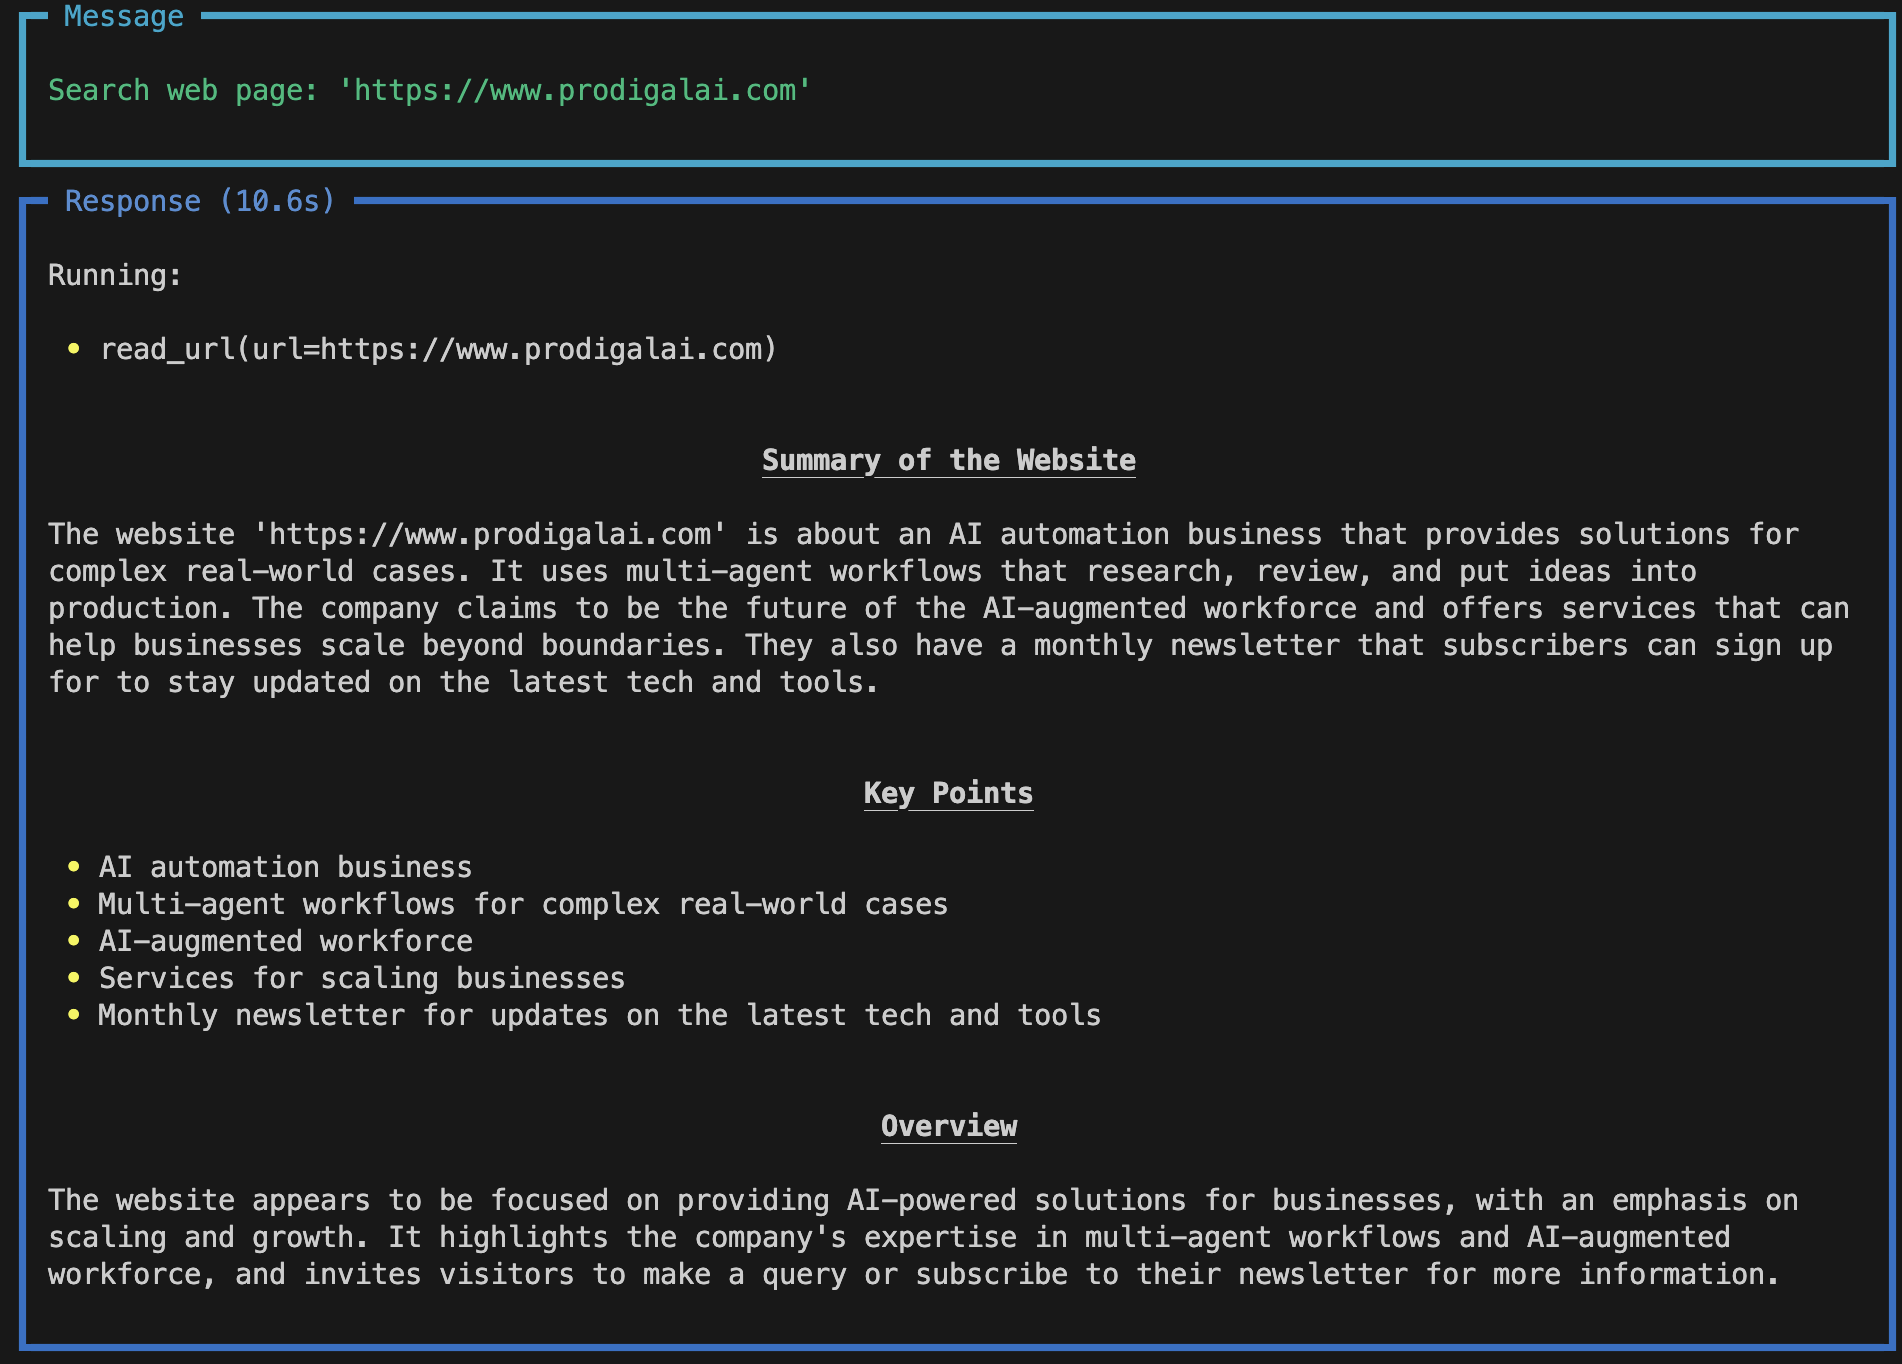 Message
Search web page: 'https://www.prodigalai.com'
Response (10.6s)
Running:
• read_url(url=https://www.prodigalai.com)
Summary of the Website
The website 'https://www.prodigalai.com' is about an AI automation business that provides solutions for
complex real-world cases. It uses multi-agent workflows that research, review, and put ideas into
production. The company claims to be the future of the AI-augmented workforce and offers services that can
help businesses scale beyond boundaries. They also have a monthly newsletter that subscribers can sign up
for to stay updated on the latest tech and tools.
Key Points
• AI automation business
• Multi-agent workflows for complex real-world cases
• AI-augmented workforce
• Services for scaling businesses
• Monthly newsletter for updates on the latest tech and tools
Overview
The website appears to be focused on providing AI-powered solutions for businesses, with an emphasis on
scaling and growth. It highlights the company's expertise in multi-agent workflows and AI-augmented
workforce, and invites visitors to make a query or subscribe to their newsletter for more information.